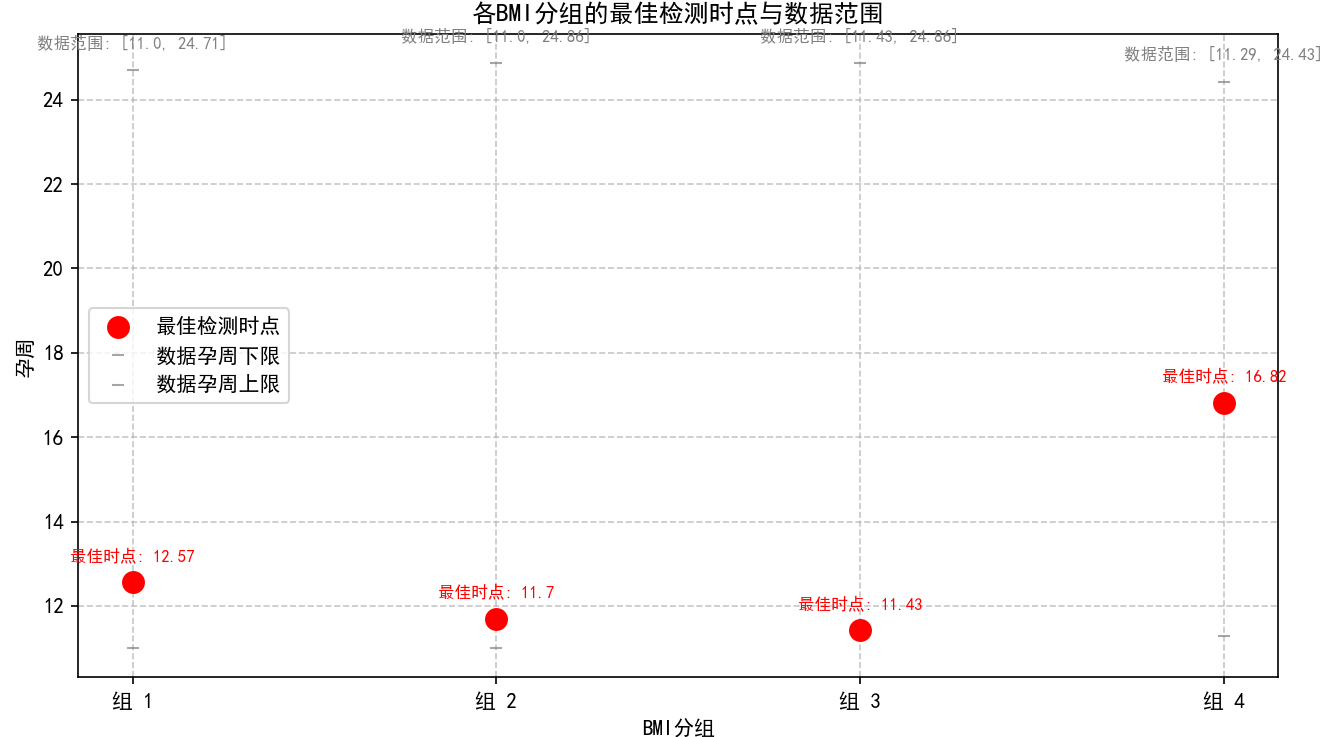 各BMI分组的最佳检测时点与数据范围
数据范围: [11.0, 24.71]
数据范围: [11.0, 24.86]
数据范围: [11.43, 24.86]
数据范围: [11.29, 24.43]
24
22
20
18
16
14
12
孕周
最佳检测时点
数据孕周下限
数据孕周上限
最佳时点: 12.57
最佳时点: 11.7
最佳时点: 11.43
最佳时点: 16.82
组 1
组 2
组 3
组 4
BMI分组